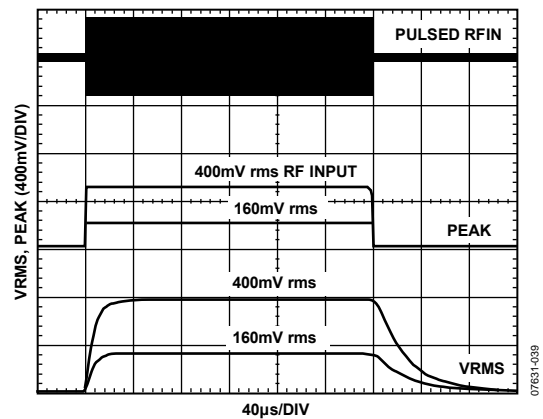 PULSED RFIN
400mV rms RF INPUT
160mV rms
PEAK
400mV rms
160mV rms
VRMS
VRMS, PEAK (400mV/DIV)
40µs/DIV
07631-039